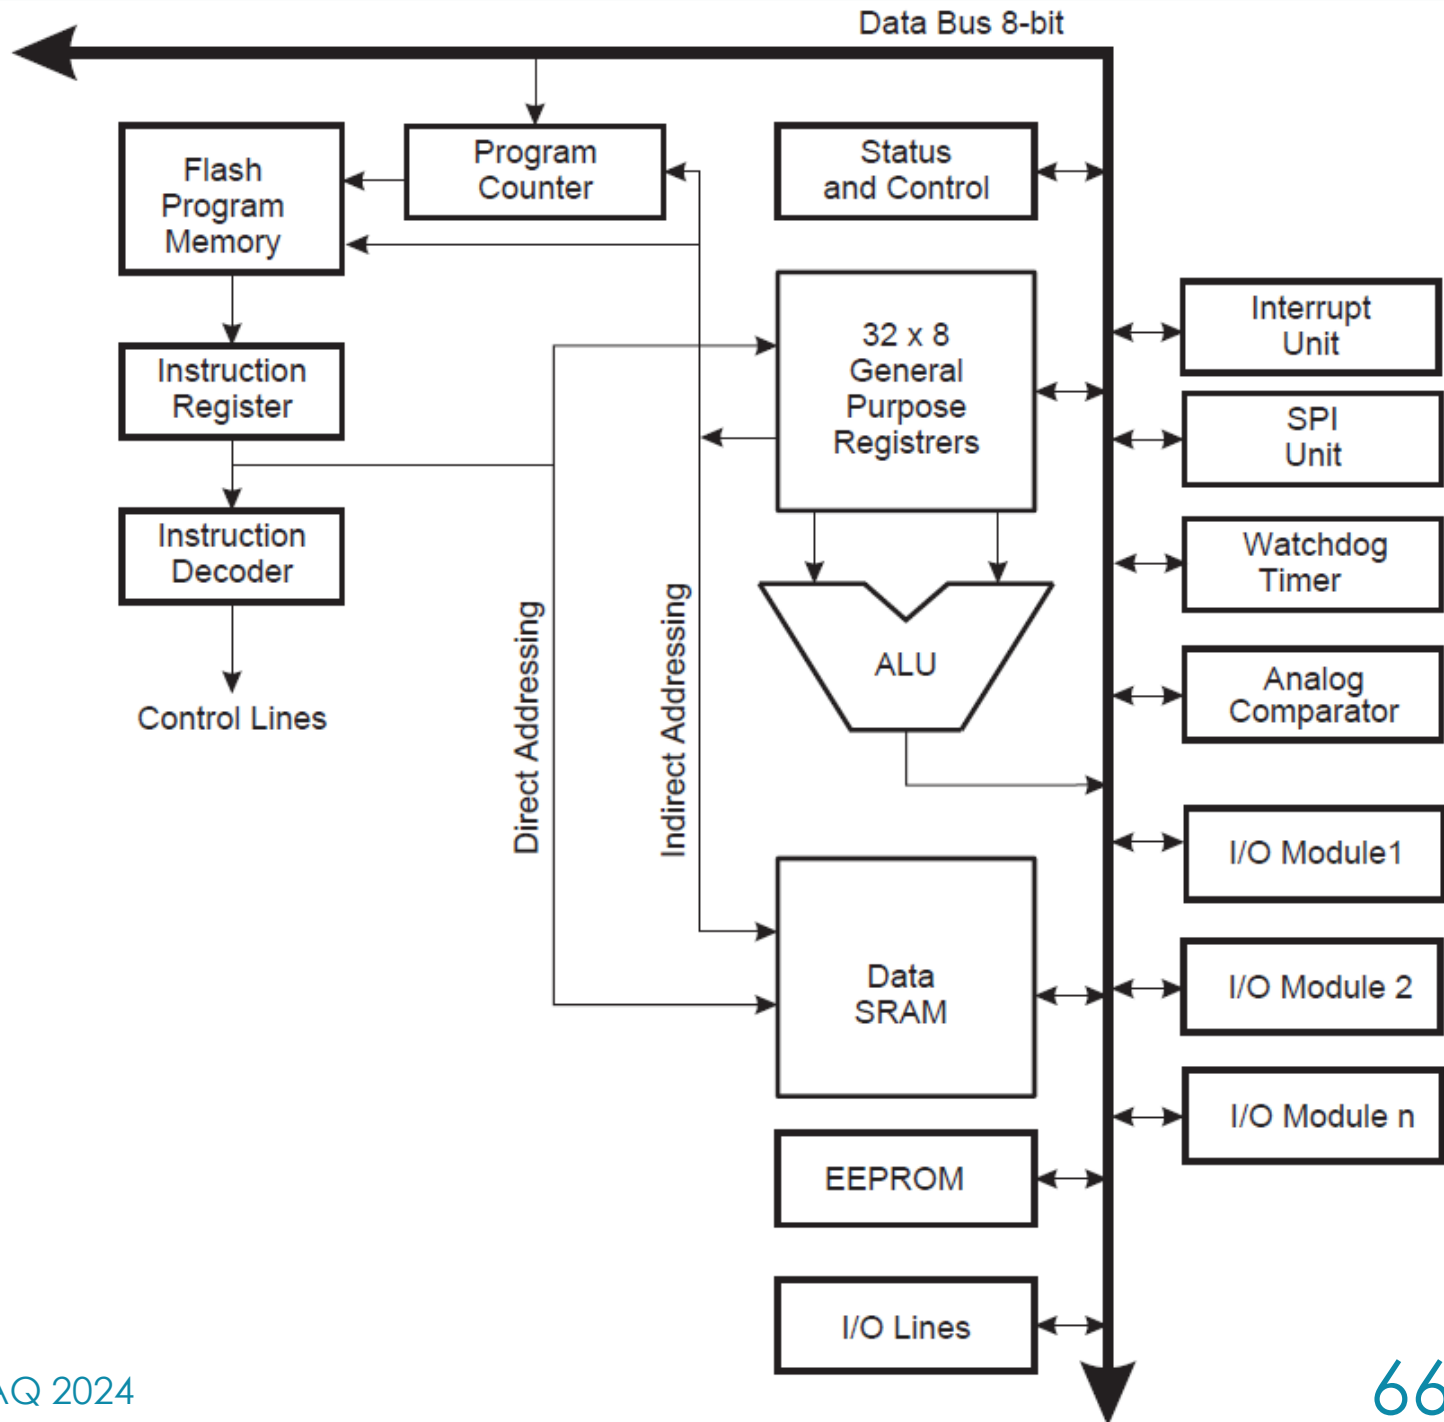 Data Bus 8-bit
Flash
Program
Memory
Program
Counter
Status
and Control
32 x 8
General
Purpose
Registrers
Interrupt
Unit
Instruction
Register
SPI
Unit
Instruction
Decoder
Watchdog
Timer
Direct Addressing
Indirect Addressing
ALU
Analog
Comparator
Control Lines
I/O Module1
Data
SRAM
I/O Module 2
I/O Module n
EEPROM
I/O Lines
AQ 2024
66